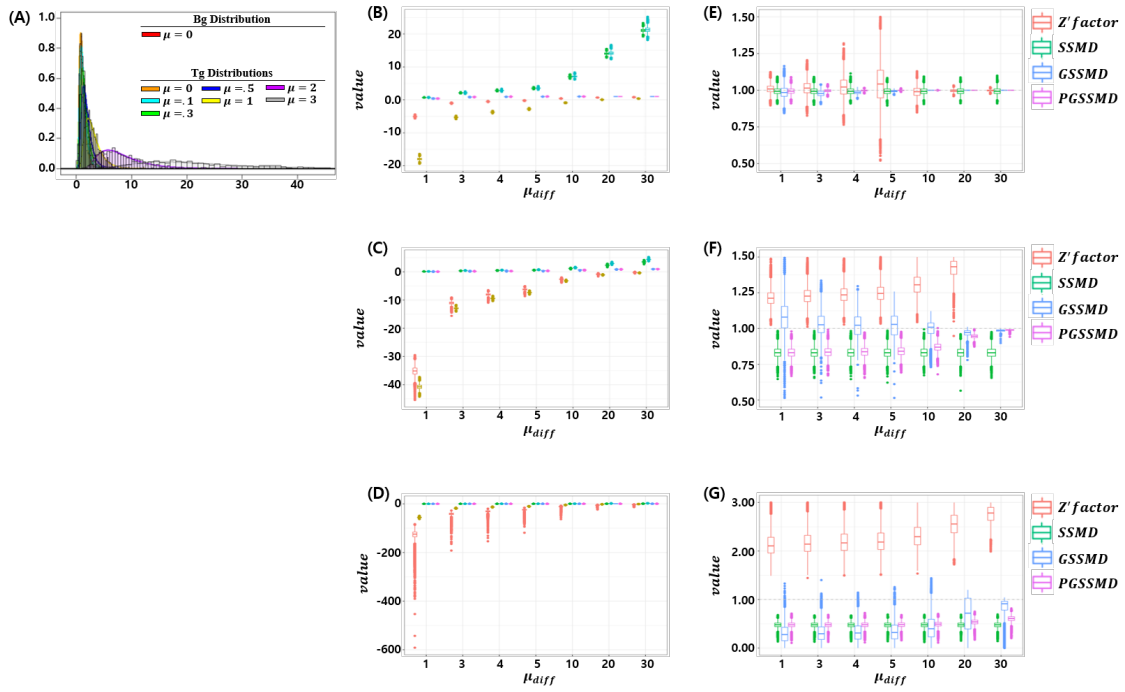 (A)
Bg Distribution
μ = 0
Tg Distributions
μ = 0
μ = .1
μ = .3
μ = .5
μ = 1
μ = 2
μ = 3
1.0
0.8
0.6
0.4
0.2
0.0
0 10 20 30 40
(B)
value
20
10
0.0
-10
-20
1 3 4 5 10 20 30
μdiff
(E)
value
1.50
1.25
1.00
0.75
0.50
1 3 4 5 10 20 30
μdiff
Z'factor
SSMD
GSSMD
PGSSMD
(C)
value
0
-10
-20
-30
-40
1 3 4 5 10 20 30
μdiff
(F)
value
1.50
1.25
1.00
0.75
0.50
1 3 4 5 10 20 30
μdiff
Z'factor
SSMD
GSSMD
PGSSMD
(D)
value
0
-200
-400
-600
1 3 4 5 10 20 30
μdiff
(G)
value
3.00
2.00
1.00
0.00
1 3 4 5 10 20 30
μdiff
Z'factor
SSMD
GSSMD
PGSSMD